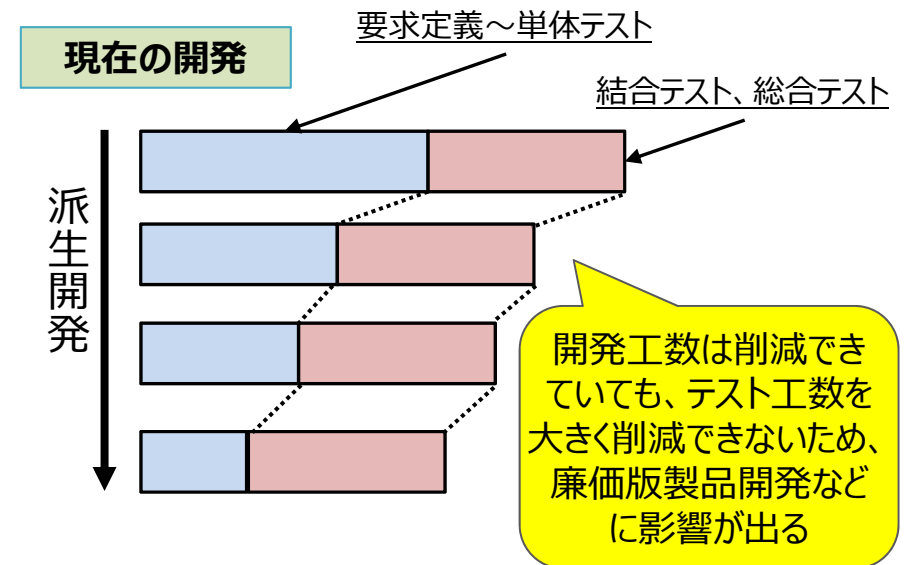 要求定義~単体テスト
現在の開発
結合テスト、総合テスト
派生開発
開発工数は削減でき
ていても、テスト工数を
大きく削減できないため、
廉価版製品開発など
に影響が出る